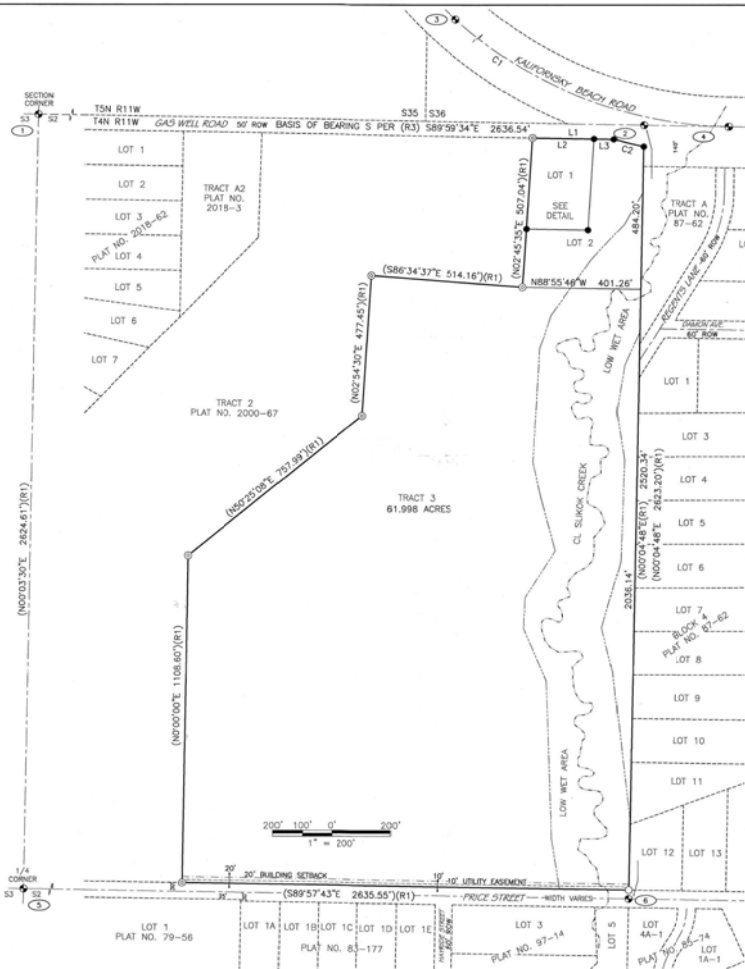 3
C1
KALIFORNSKY BEACH ROAD
SECTION
CORNER
S3 S2
1
T5N R11W
T4N R11W
S35 S36
GAS WELL ROAD 50' ROW BASIS OF BEARING S PER (R3) S89°59'34"E 2636.54'
L1
L2
L3
2
C2
4
140'
LOT 1
LOT 2
LOT 3
LOT 4
LOT 5
LOT 6
LOT 7
PLAT NO. 2018-62
TRACT A2
PLAT NO.
2018-3
LOT 1
SEE
DETAIL
LOT 2
(N02°45'35"E 507.04')(R1)
484.20'
TRACT A
PLAT NO.
87-62
REGENTS LANE 60' ROW
(S86°34'37"E 514.16')(R1)
N88°55'46"W 401.26'
LOW WET AREA
DAMON AVE.
60' ROW
(N02°54'30"E 477.45')(R1)
TRACT 2
PLAT NO. 2000-67
(N50°25'08"E 757.99')(R1)
TRACT 3
61.998 ACRES
CL SLIKOK CREEK
(N00°03'30"E 2624.61')(R1)
(N00°04'48"E)(R1) 2520.34'
(N00°04'48"E 2623.20')(R1)
2036.14'
LOT 1
LOT 3
LOT 4
LOT 5
LOT 6
LOT 7
BLOCK 4
PLAT NO. 87-62
LOT 8
LOT 9
LOT 10
LOT 11
LOT 12
LOT 13
(N0°00'00"E 1108.60')(R1)
LOW WET AREA
200' 100' 0' 200'
1" = 200'
20'
20' BUILDING SETBACK
10'
10' UTILITY EASEMENT
1/4
CORNER
S3 S2
5
(S89°57'43"E 2635.55')(R1)
PRICE STREET WIDTH VARIES
6
LOT 1
PLAT NO. 79-56
LOT 1A
LOT 1B
LOT 1C
LOT 1D
LOT 1E
PLAT NO. 83-177
60' ROW
LOT 3
PLAT NO. 97-14
LOT 5
LOT
4A-1
PLAT NO. 85-74
LOT
1A-1